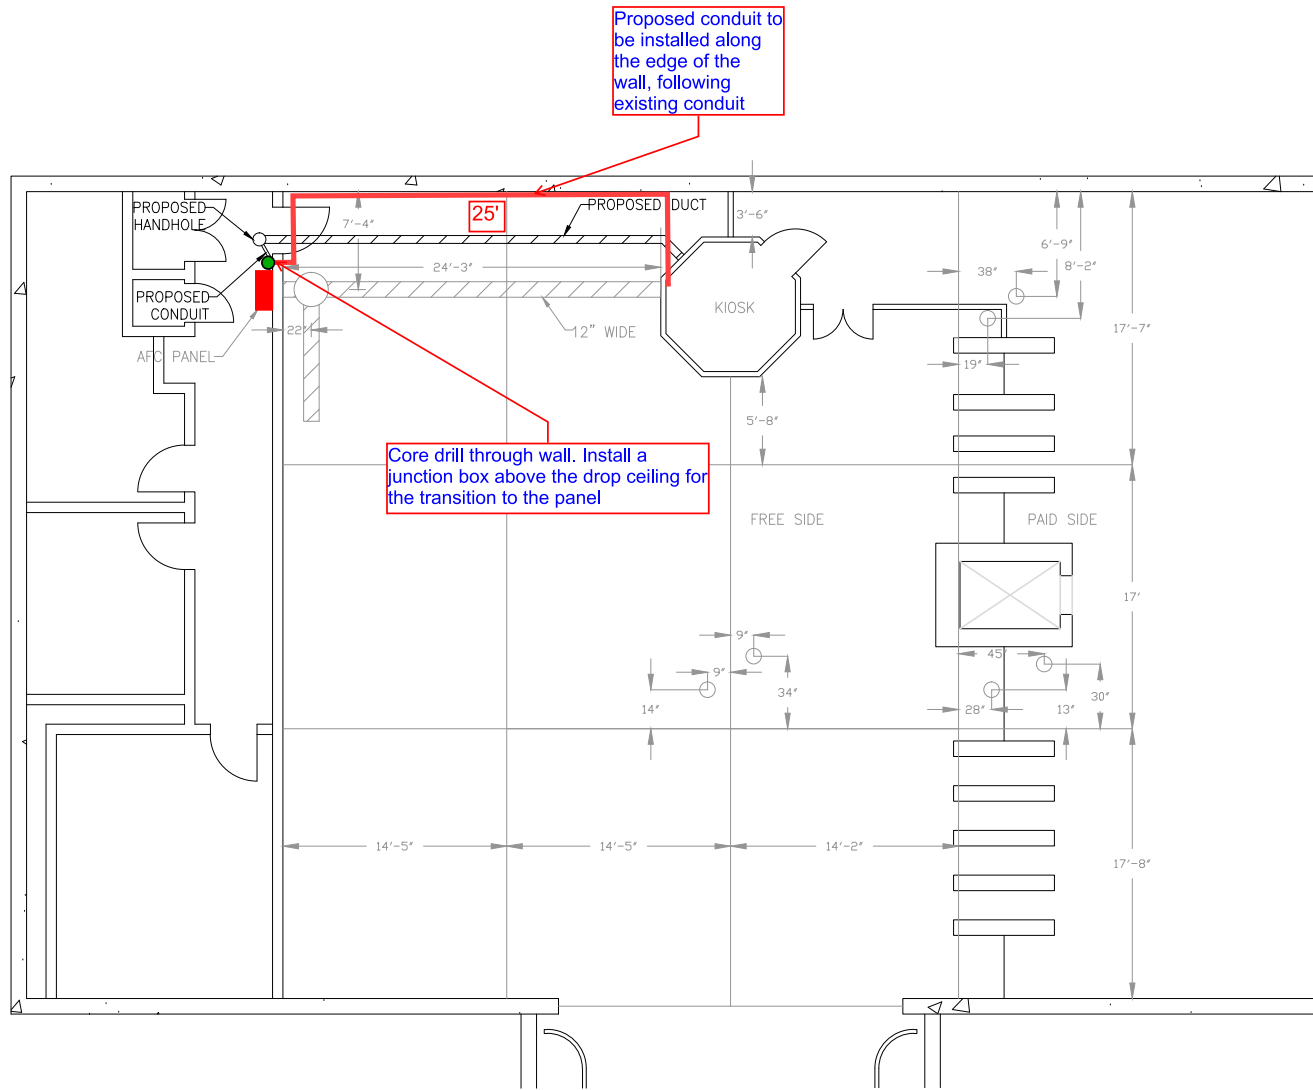 Proposed conduit to
be installed along
the edge of the
wall, following
existing conduit
PROPOSED
HANDHOLE
7'-4"
25'
PROPOSED DUCT
3'-6"
6'-9"
8'-2"
38"
24'-3"
PROPOSED
CONDUIT
22"
12" WIDE
KIOSK
17'-7"
AFC PANEL
19"
5'-8"
Core drill through wall. Install a
junction box above the drop ceiling for
the transition to the panel
FREE SIDE
PAID SIDE
17'
9"
9"
45"
34"
30"
14"
28"
13"
14'-5"
14'-5"
14'-2"
17'-8"